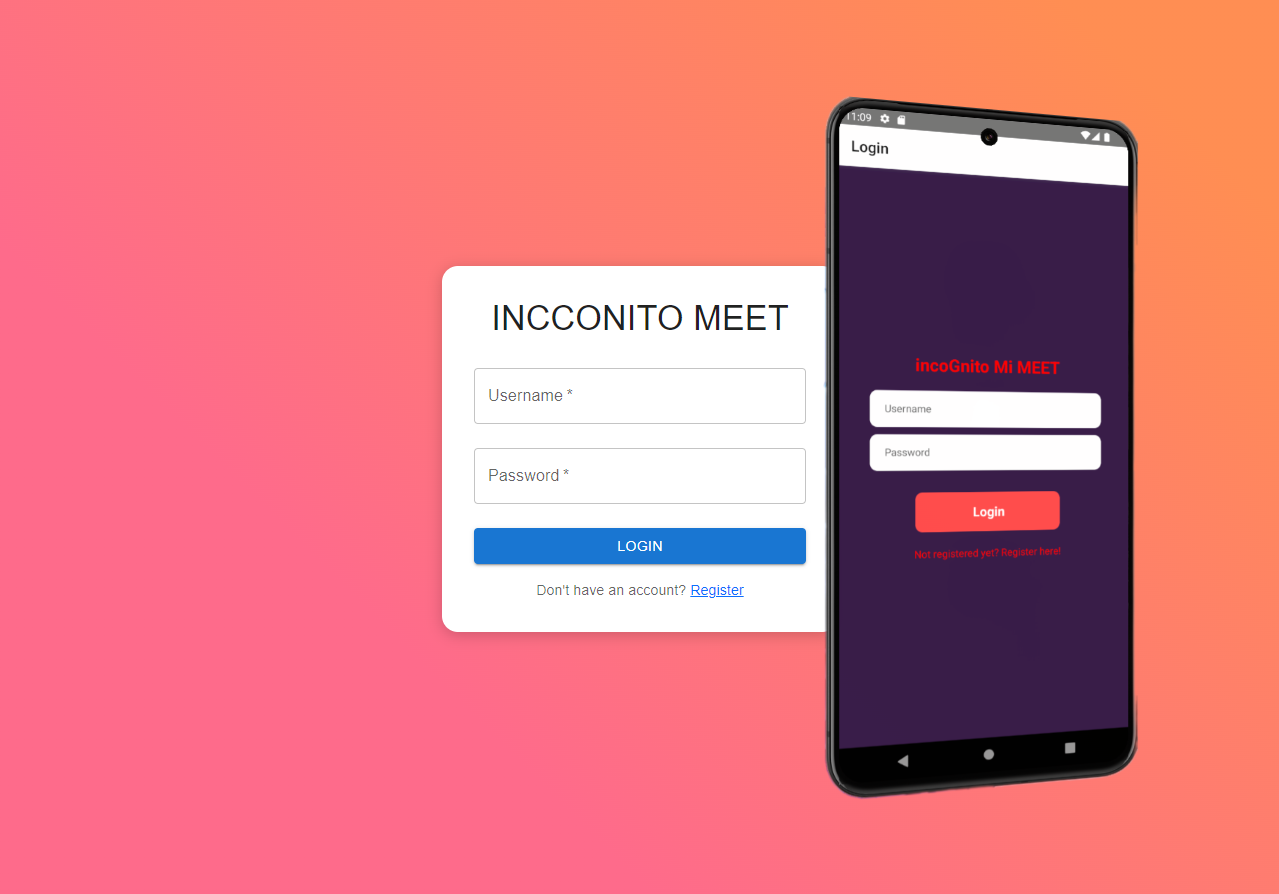 INCCONITO MEET
Username *
Password *
LOGIN
Don't have an account? Register
11:09
Login
incoGnito Mi MEET
Username
Password
Login
Not registered yet? Register here!